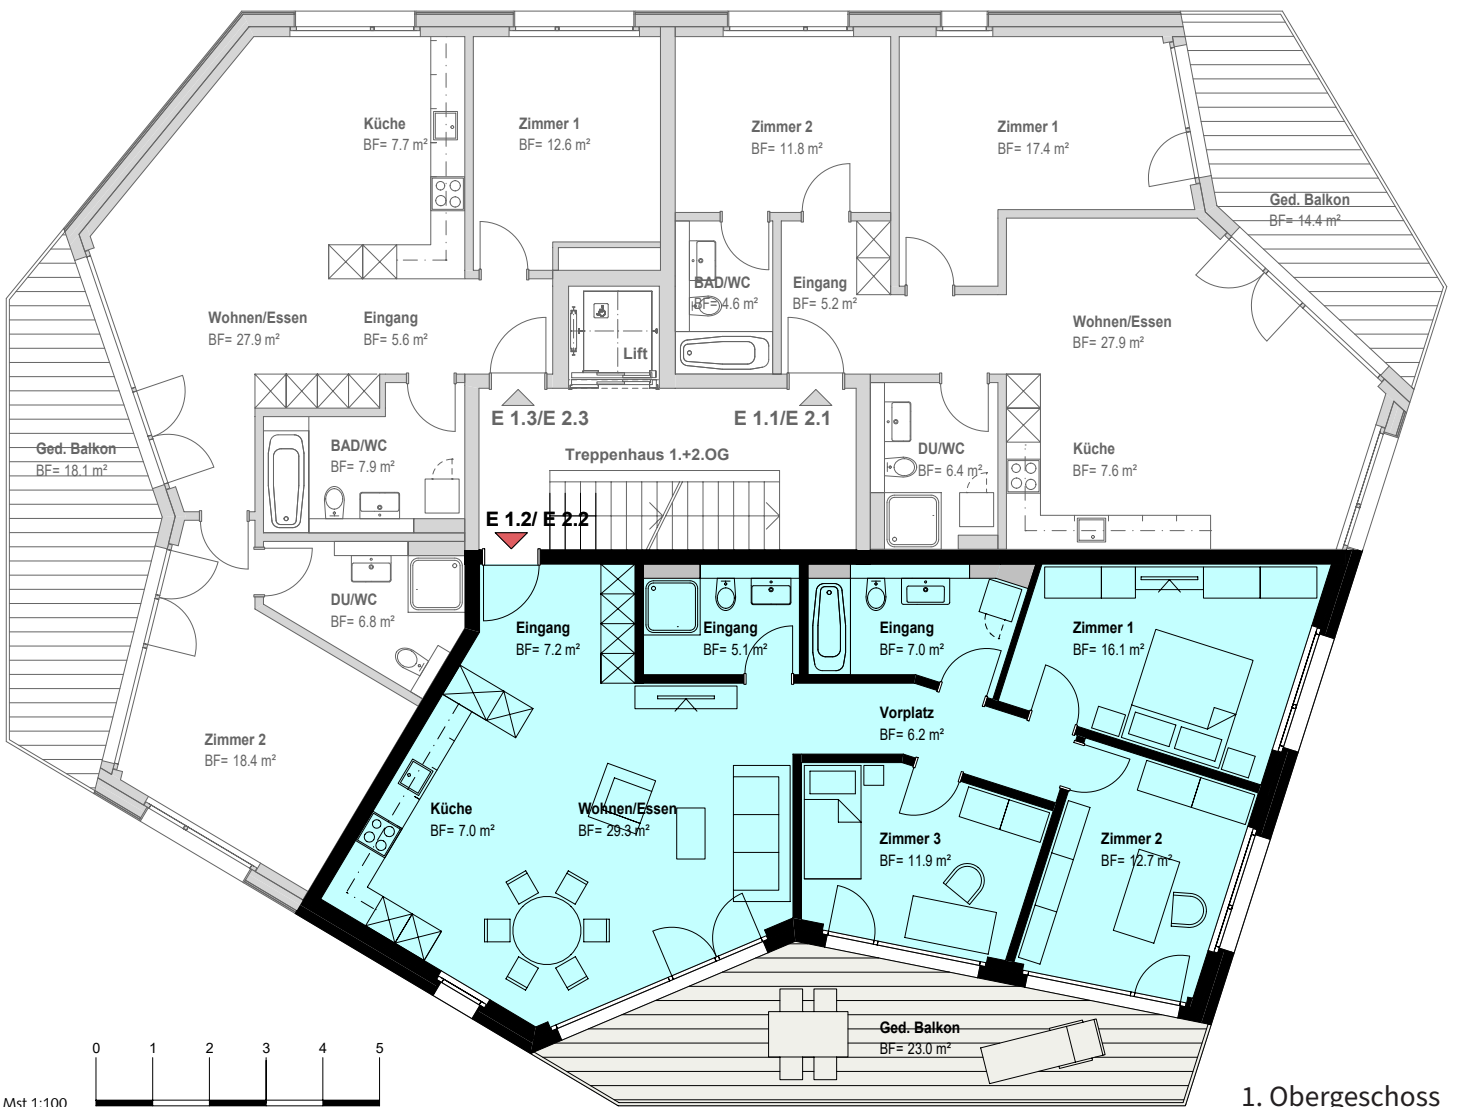 Küche
BF= 7.7 m²
Zimmer 1
BF= 12.6 m²
Zimmer 2
BF= 11.8 m²
Zimmer 1
BF= 17.4 m²
Ged. Balkon
BF= 14.4 m²
BAD/WC
BF= 4.6 m²
Eingang
BF= 5.2 m²
Wohnen/Essen
BF= 27.9 m²
Eingang
BF= 5.6 m²
Lift
Wohnen/Essen
BF= 27.9 m²
E 1.3/E 2.3
E 1.1/E 2.1
Ged. Balkon
BF= 18.1 m²
BAD/WC
BF= 7.9 m²
Treppenhaus 1.+2.OG
DU/WC
BF= 6.4 m²
Küche
BF= 7.6 m²
E 1.2/ E 2.2
DU/WC
BF= 6.8 m²
Eingang
BF= 7.2 m²
Eingang
BF= 5.1 m²
Eingang
BF= 7.0 m²
Zimmer 1
BF= 16.1 m²
Zimmer 2
BF= 18.4 m²
Vorplatz
BF= 6.2 m²
Küche
BF= 7.0 m²
Wohnen/Essen
BF= 29.3 m²
Zimmer 3
BF= 11.9 m²
Zimmer 2
BF= 12.7 m²
Ged. Balkon
BF= 23.0 m²
0 1 2 3 4 5
Mst 1:100
1. Obergeschoss